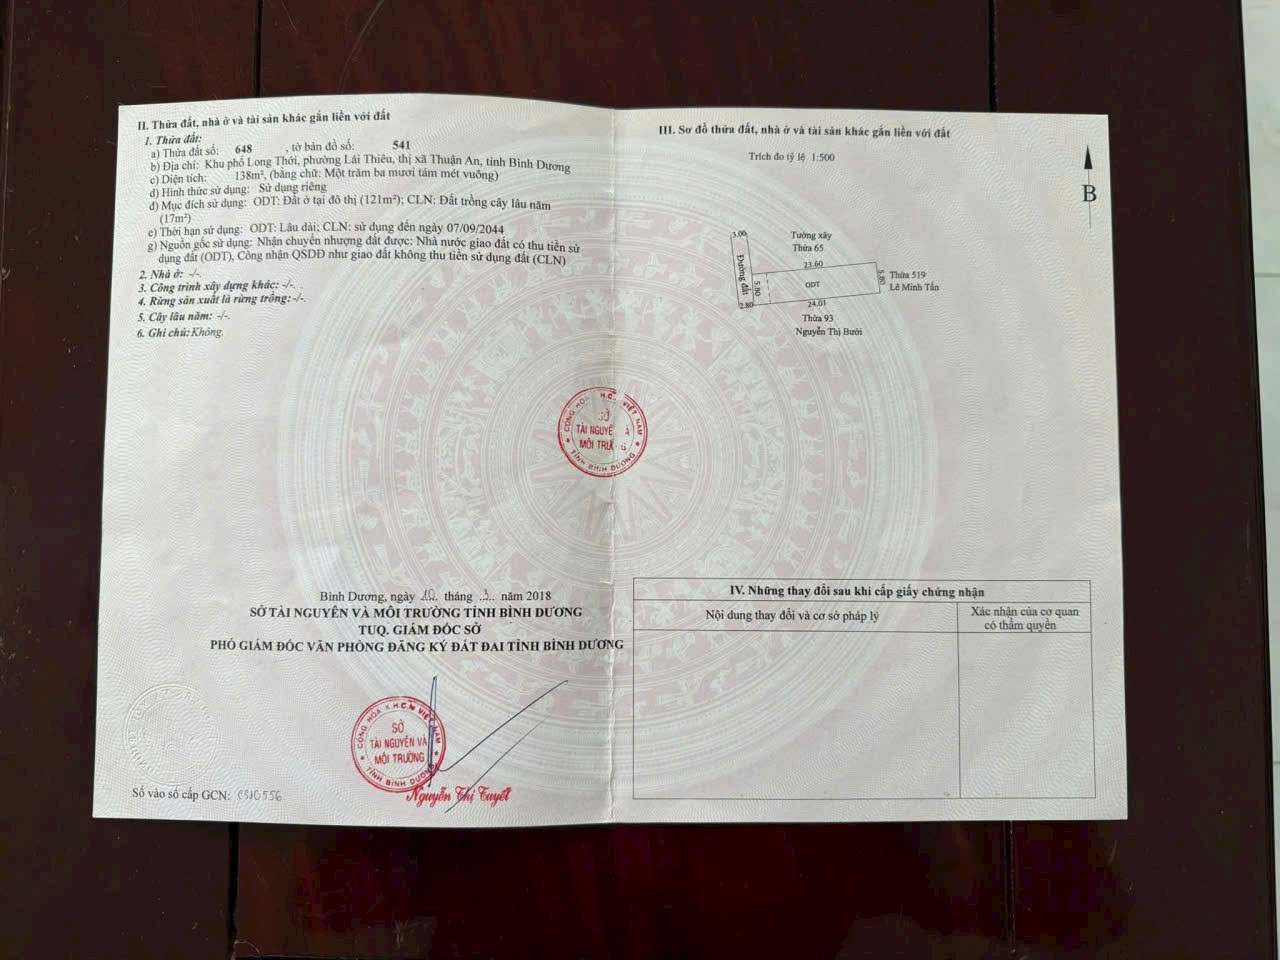 II. Thửa đất, nhà ở và tài sản khác gắn liền với đất
1. Thửa đất:
a) Thửa đất số: 648 , tờ bản đồ số: 541
b) Địa chỉ: Khu phố Long Thới, phường Lái Thiêu, thị xã Thuận An, tỉnh Bình Dương
c) Diện tích: 138m², (bằng chữ: Một trăm ba mươi tám mét vuông)
d) Hình thức sử dụng: Sử dụng riêng
đ) Mục đích sử dụng: ODT: Đất ở tại đô thị (121m²); CLN: Đất trồng cây lâu năm
(17m²)
e) Thời hạn sử dụng: ODT: Lâu dài; CLN: sử dụng đến ngày 07/09/2044
g) Nguồn gốc sử dụng: Nhận chuyển nhượng đất được: Nhà nước giao đất có thu tiền sử
dụng đất (ODT), Công nhận QSDĐ như giao đất không thu tiền sử dụng đất (CLN)
2. Nhà ở: -/-.
3. Công trình xây dựng khác: -/-.
4. Rừng sản xuất là rừng trồng:-/-.
5. Cây lâu năm: -/-.
6. Ghi chú:Không.
Bình Dương, ngày tháng 3 năm 2018
SỞ TÀI NGUYÊN VÀ MÔI TRƯỜNG TỈNH BÌNH DƯƠNG
TUQ. GIÁM ĐỐC SỞ
PHÓ GIÁM ĐỐC VĂN PHÒNG ĐĂNG KÝ ĐẤT ĐAI TỈNH BÌNH DƯƠNG
CỘNG HÒA X.H.C.N VIỆT NAM
SỞ
TÀI NGUYÊN VÀ
MÔI TRƯỜNG
TỈNH BÌNH DƯƠNG
Nguyễn Thị Tuyết
Số vào sổ cấp GCN: CS10556
III. Sơ đồ thửa đất, nhà ở và tài sản khác gắn liền với đất
Trích đo tỷ lệ 1:500
B
3.00
Tường xây
Thửa 65
23.60
Đường đất
5.80
ODT
5.80
Thửa 519
Lê Minh Tấn
2.80
24.01
Thửa 93
Nguyễn Thị Bưởi
CỘNG HÒA H.C. VIỆT NAM
SỞ
TÀI NGUYÊ
MÔI TRƯ
TỈNH BÌNH DƯƠNG
IV. Những thay đổi sau khi cấp giấy chứng nhận
Nội dung thay đổi và cơ sở pháp lý
Xác nhận của cơ quan
có thẩm quyền